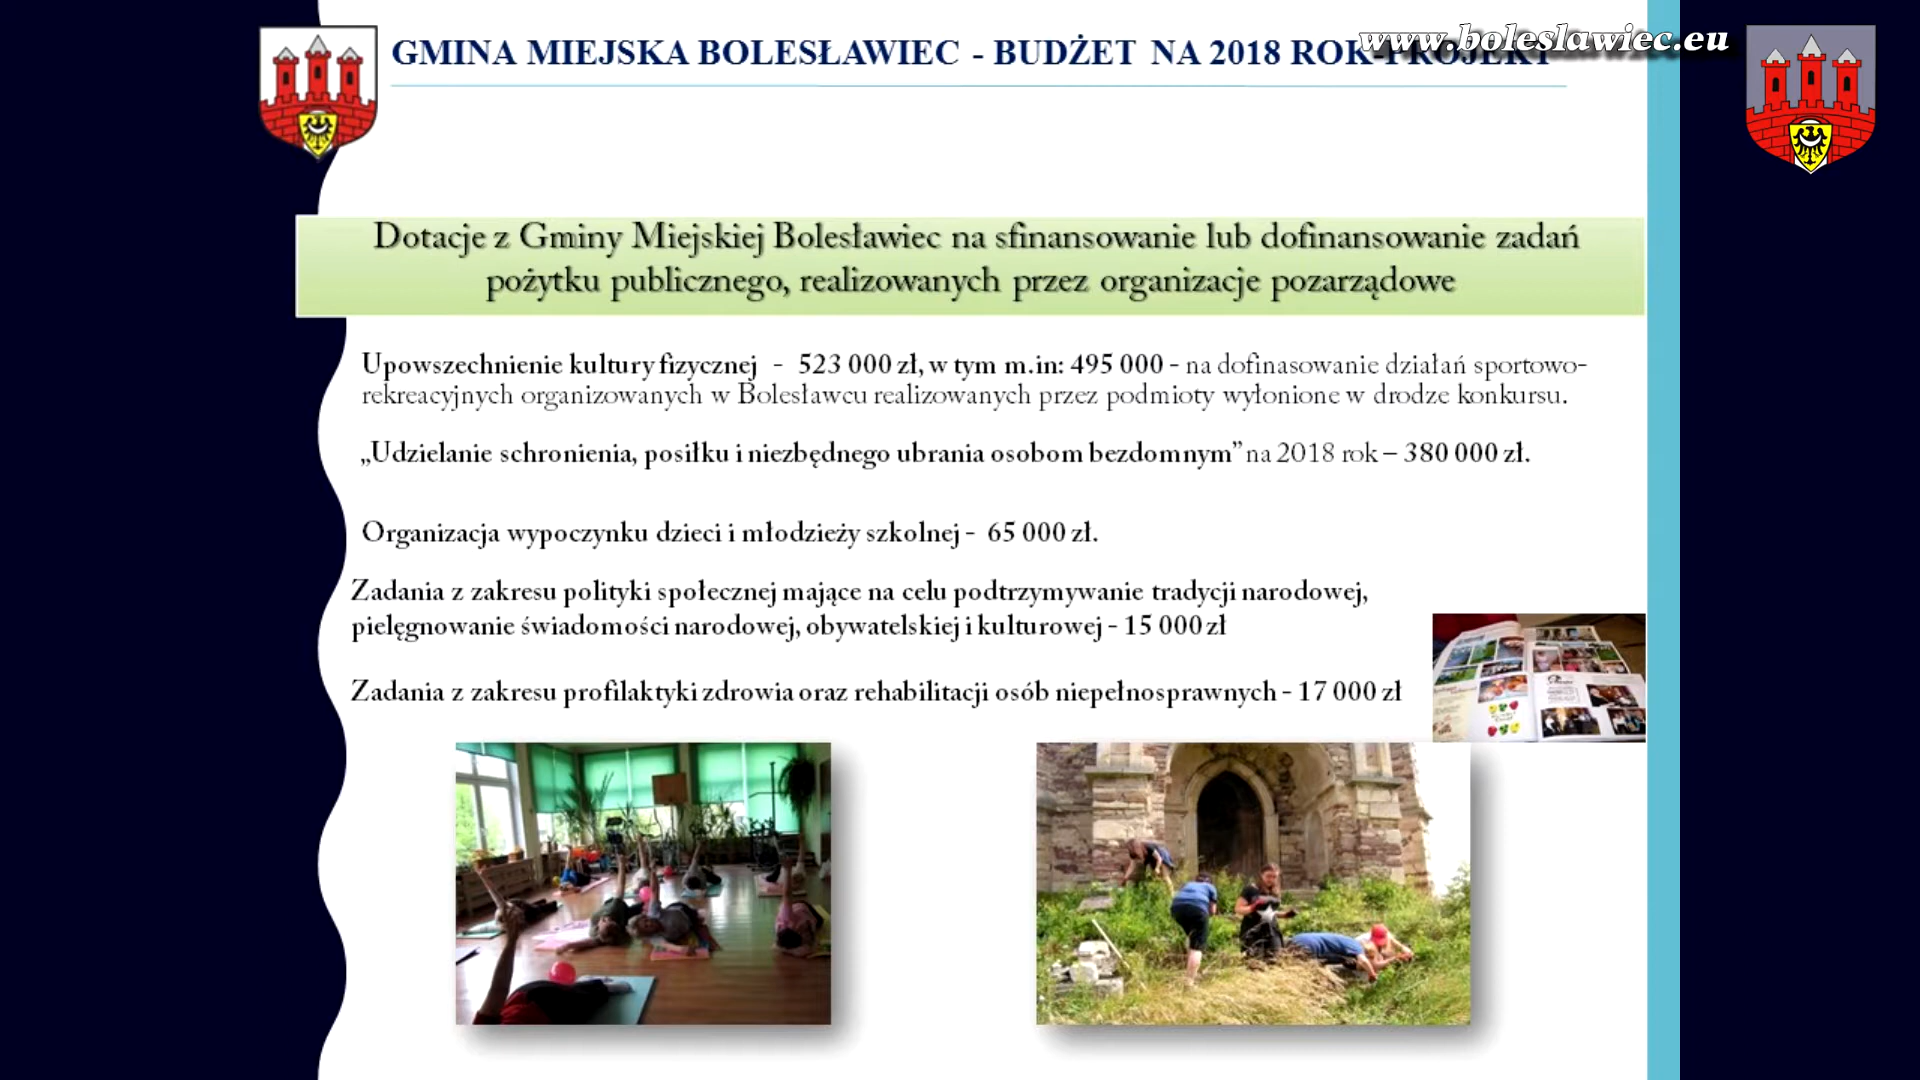 GMINA MIEJSKA BOLESŁAWIEC - BUDŻET NA 2018 ROK-PROJEKT
www.boleslawiec.eu
Dotacje z Gminy Miejskiej Bolesławiec na sfinansowanie lub dofinansowanie zadań
pożytku publicznego, realizowanych przez organizacje pozarządowe
Upowszechnienie kultury fizycznej - 523 000 zł, w tym m.in: 495 000 - na dofinasowanie działań sportowo-
rekreacyjnych organizowanych w Bolesławcu realizowanych przez podmioty wyłonione w drodze konkursu.
„Udzielanie schronienia, posiłku i niezbędnego ubrania osobom bezdomnym” na 2018 rok – 380 000 zł.
Organizacja wypoczynku dzieci i młodzieży szkolnej - 65 000 zł.
Zadania z zakresu polityki społecznej mające na celu podtrzymywanie tradycji narodowej,
pielęgnowanie świadomości narodowej, obywatelskiej i kulturowej - 15 000 zł
Zadania z zakresu profilaktyki zdrowia oraz rehabilitacji osób niepełnosprawnych - 17 000 zł